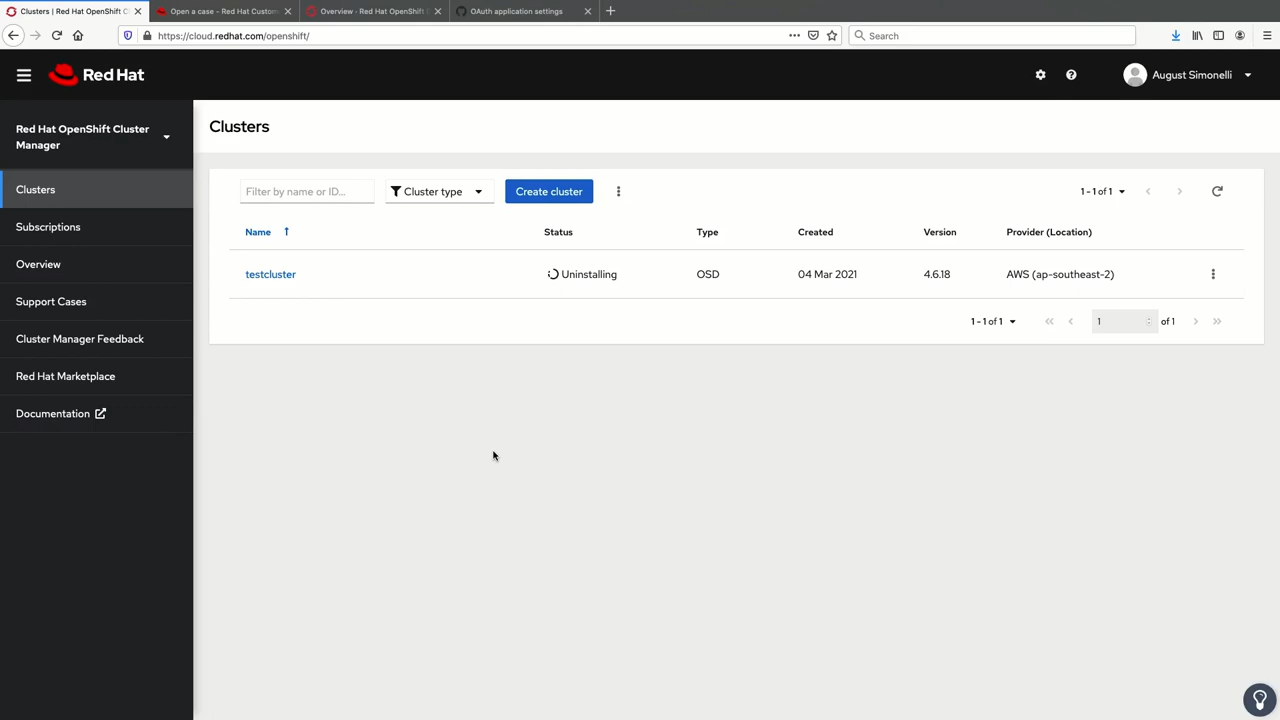 Clusters | Red Hat OpenShift C
Open a case - Red Hat Custom
Overview · Red Hat OpenShift D
OAuth application settings
https://cloud.redhat.com/openshift/
Search
Red Hat
August Simonelli
Red Hat OpenShift Cluster
Manager
Clusters
Subscriptions
Overview
Support Cases
Cluster Manager Feedback
Red Hat Marketplace
Documentation
Clusters
Filter by name or ID...
Cluster type
Create cluster
1 - 1 of 1
Name Status Type Created Version Provider (Location)
testcluster Uninstalling OSD 04 Mar 2021 4.6.18 AWS (ap-southeast-2)
1 - 1 of 1 1 of 1